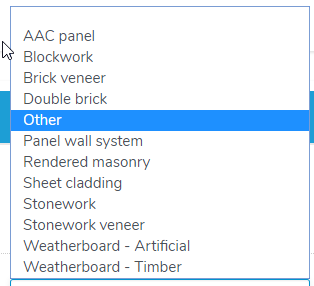 AAC panel
Blockwork
Brick veneer
Double brick
Other
Panel wall system
Rendered masonry
Sheet cladding
Stonework
Stonework veneer
Weatherboard - Artificial
Weatherboard - Timber